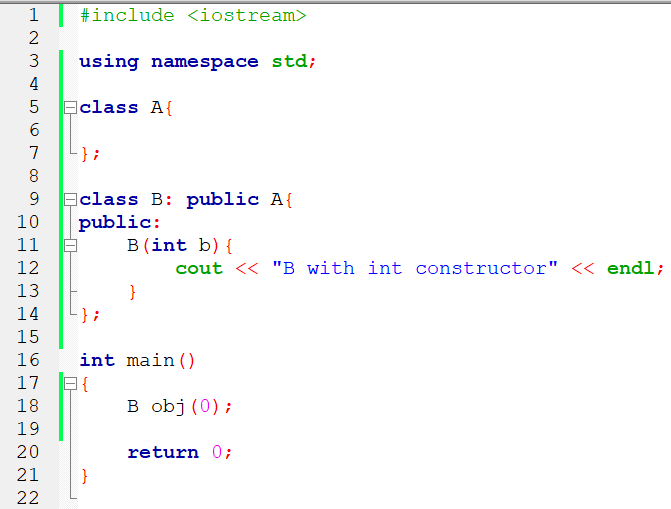 1 #include <iostream>
2
3 using namespace std;
4
5 class A{
6
7 };
8
9 class B: public A{
10 public:
11     B(int b){
12         cout << "B with int constructor" << endl;
13     }
14 };
15
16 int main()
17 {
18     B obj(0);
19
20     return 0;
21 }
22